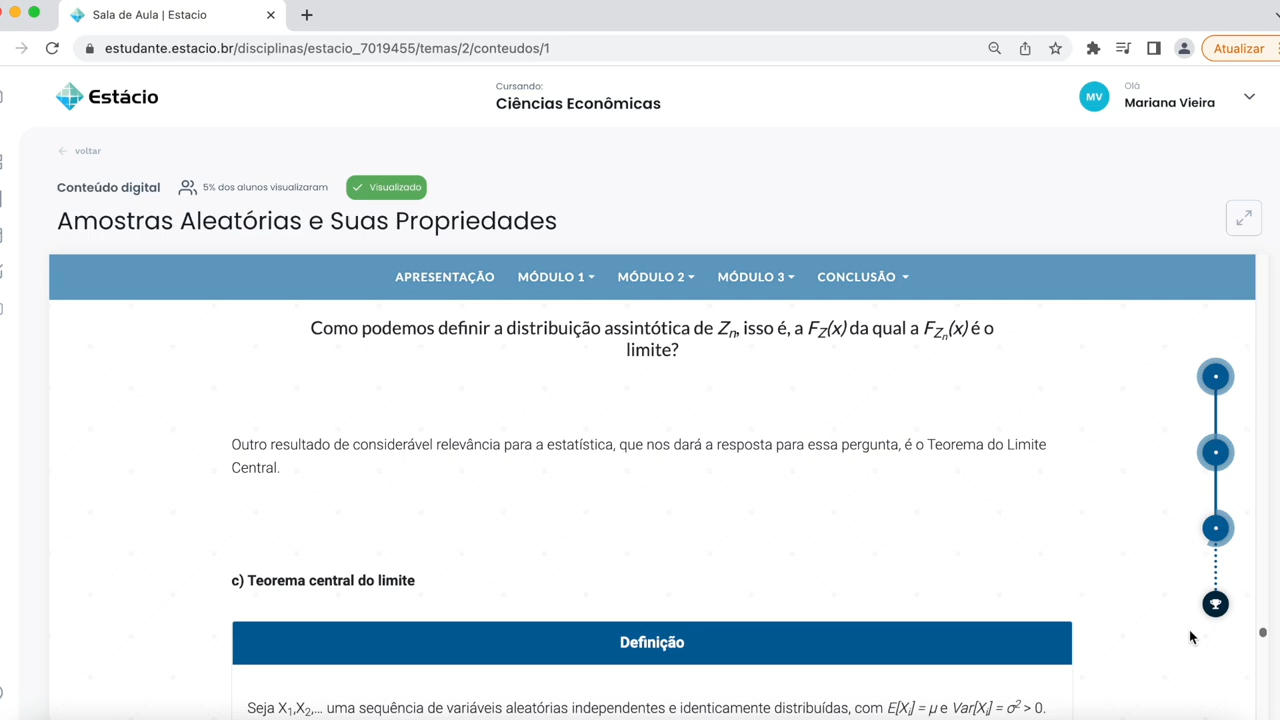 Sala de Aula | Estacio
estudante.estacio.br/disciplinas/estacio_7019455/temas/2/conteudos/1
Atualizar
Estácio
Cursando:
Ciências Econômicas
MV
Olá
Mariana Vieira
voltar
Conteúdo digital
5% dos alunos visualizaram
Visualizado
Amostras Aleatórias e Suas Propriedades
APRESENTAÇÃO MÓDULO 1 MÓDULO 2 MÓDULO 3 CONCLUSÃO
Como podemos definir a distribuição assintótica de Zn, isso é, a FZ(x) da qual a FZn(x) é o
limite?
Outro resultado de considerável relevância para a estatística, que nos dará a resposta para essa pergunta, é o Teorema do Limite
Central.
c) Teorema central do limite
Definição
Seja X1,X2,... uma sequência de variáveis aleatórias independentes e identicamente distribuídas, com E[Xi] = μ e Var[Xi] = σ² > 0.